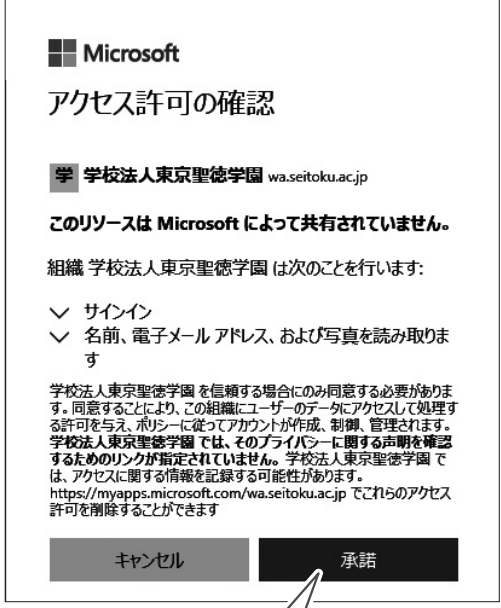 Microsoft
アクセス許可の確認
学 学校法人東京聖徳学園 wa.seitoku.ac.jp
このリソースは Microsoft によって共有されていません。
組織 学校法人東京聖徳学園 は次のことを行います:
サインイン
名前、電子メール アドレス、および写真を読み取りま
す
学校法人東京聖徳学園 を信頼する場合にのみ同意する必要がありま
す。同意することにより、この組織にユーザーのデータにアクセスして処理す
る許可を与え、ポリシーに従ってアカウントが作成、制御、管理されます。
学校法人東京聖徳学園 では、そのプライバシーに関する声明を確認
するためのリンクが指定されていません。学校法人東京聖徳学園 で
は、アクセスに関する情報を記録する可能性があります。
https://myapps.microsoft.com/wa.seitoku.ac.jp でこれらのアクセス
許可を削除することができます
キャンセル 承諾